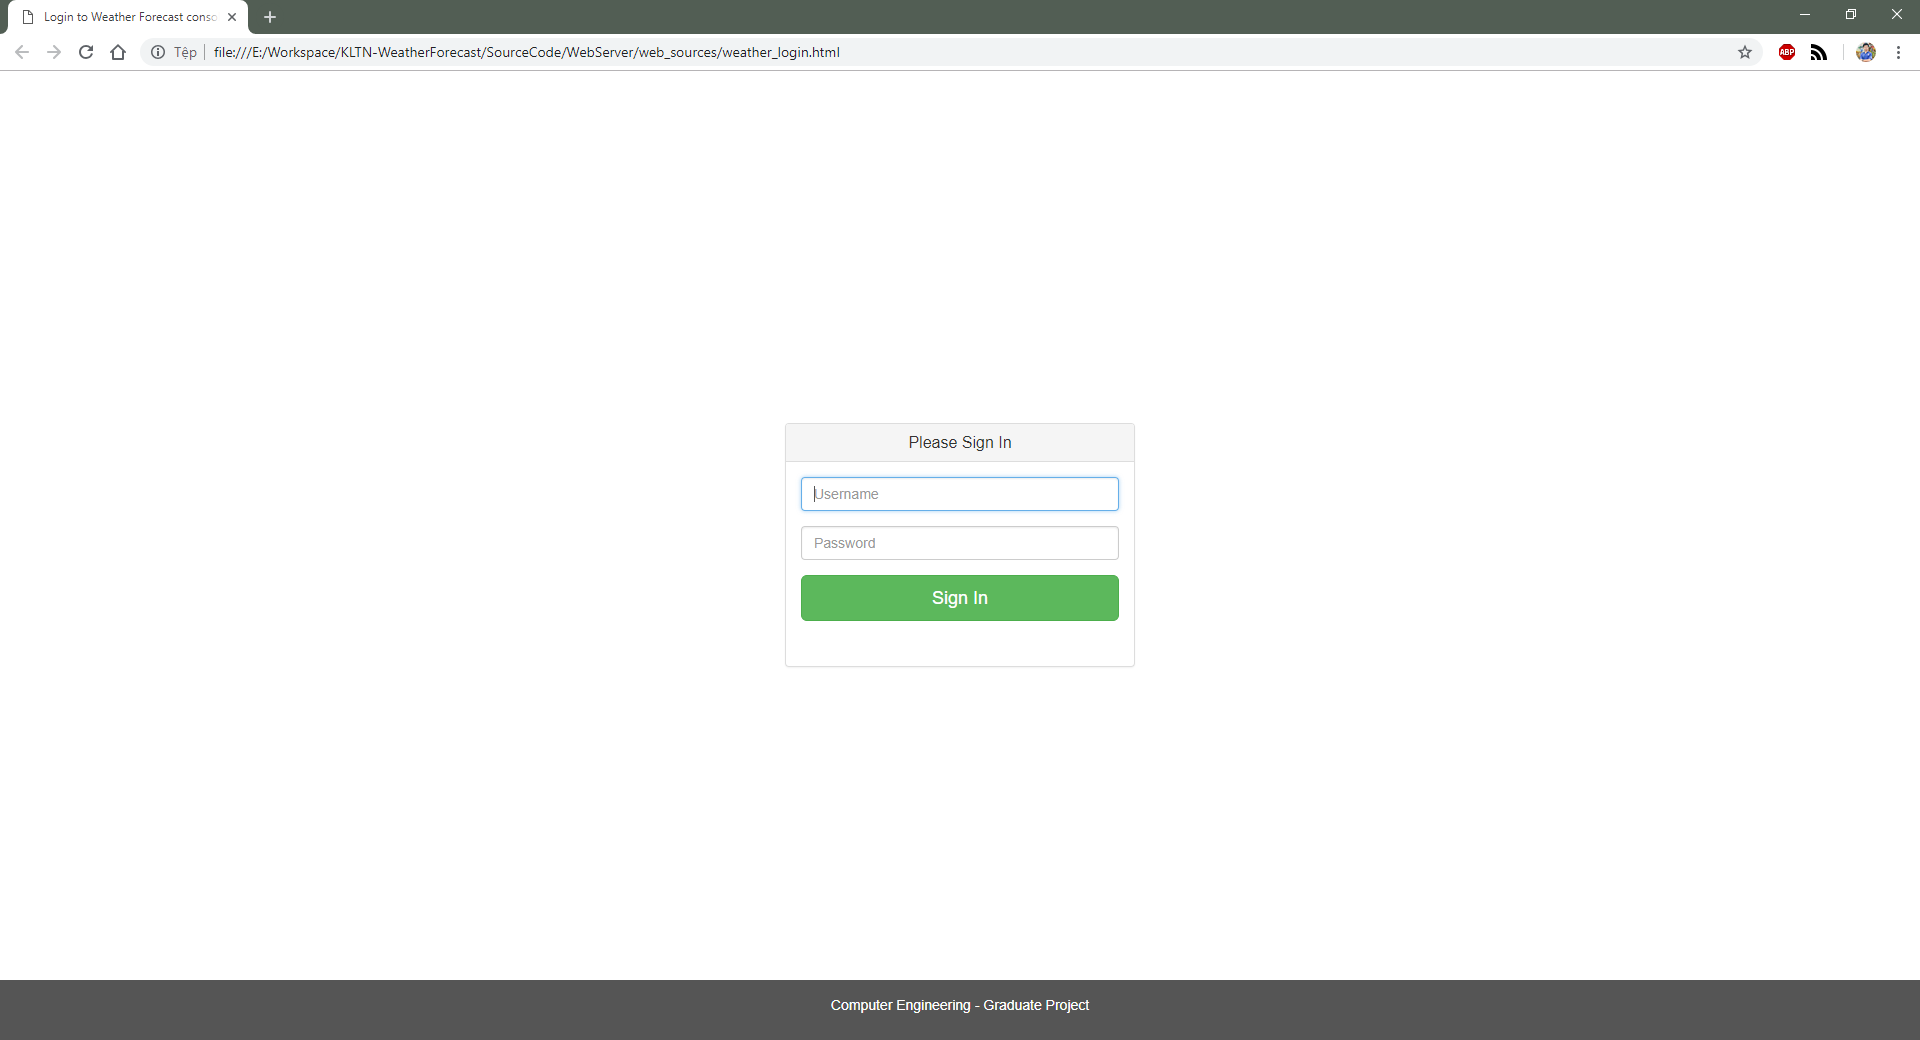 Login to Weather Forecast conso
Tệp
file:///E:/Workspace/KLTN-WeatherForecast/SourceCode/WebServer/web_sources/weather_login.html
ABP
Please Sign In
Username
Password
Sign In
Computer Engineering - Graduate Project